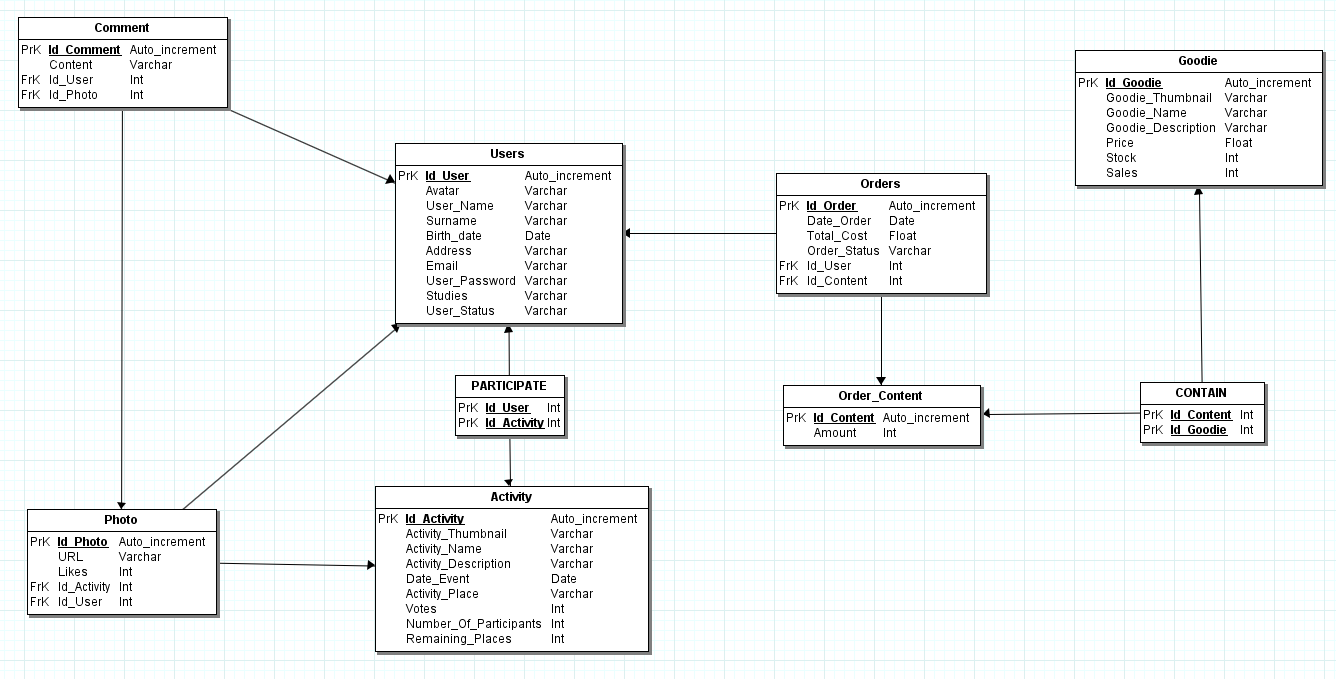 Comment
PrK Id_Comment Auto_increment
Content Varchar
FrK Id_User Int
FrK Id_Photo Int
Goodie
PrK Id_Goodie Auto_increment
Goodie_Thumbnail Varchar
Goodie_Name Varchar
Goodie_Description Varchar
Price Float
Stock Int
Sales Int
Users
PrK Id_User Auto_increment
Avatar Varchar
User_Name Varchar
Surname Varchar
Birth_date Date
Address Varchar
Email Varchar
User_Password Varchar
Studies Varchar
User_Status Varchar
Orders
PrK Id_Order Auto_increment
Date_Order Date
Total_Cost Float
Order_Status Varchar
FrK Id_User Int
FrK Id_Content Int
PARTICIPATE
PrK Id_User Int
PrK Id_Activity Int
Order_Content
PrK Id_Content Auto_increment
Amount Int
CONTAIN
PrK Id_Content Int
PrK Id_Goodie Int
Photo
PrK Id_Photo Auto_increment
URL Varchar
Likes Int
FrK Id_Activity Int
FrK Id_User Int
Activity
PrK Id_Activity Auto_increment
Activity_Thumbnail Varchar
Activity_Name Varchar
Activity_Description Varchar
Date_Event Date
Activity_Place Varchar
Votes Int
Number_Of_Participants Int
Remaining_Places Int